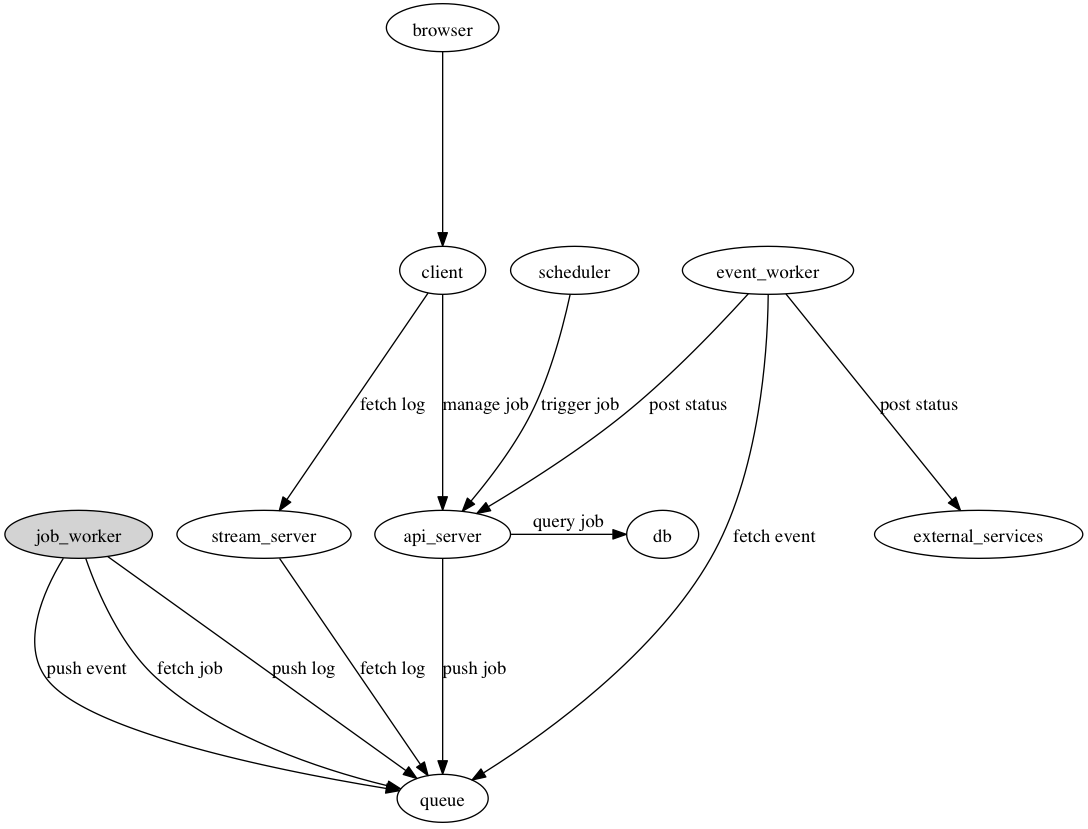 browser
client
scheduler
event_worker
fetch log
manage job
trigger job
post status
post status
job_worker
stream_server
api_server
query job
db
fetch event
external_services
push event
fetch job
push log
fetch log
push job
queue